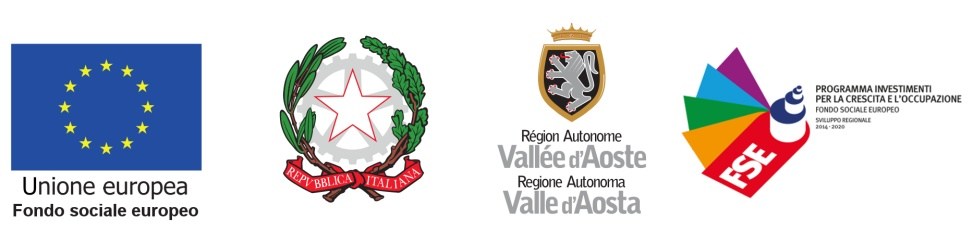 Unione europea
Fondo sociale europeo
REPVBBLICA ITALIANA
Région Autonome
Vallée d'Aoste
Regione Autonoma
Valle d'Aosta
FSE
PROGRAMMA INVESTIMENTI
PER LA CRESCITA E L'OCCUPAZIONE
FONDO SOCIALE EUROPEO
SVILUPPO REGIONALE
2014-2020